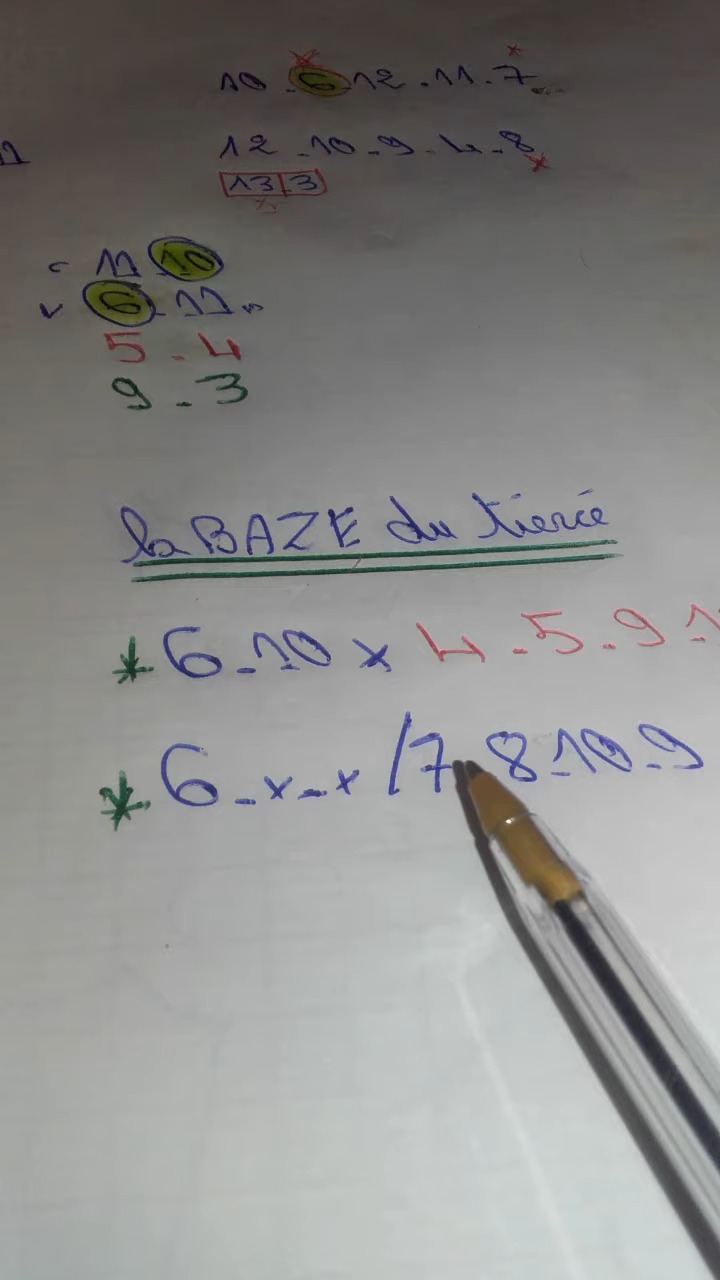 10 . 6 . 12 . 11 . 7
12 . 10 . 9 . 4 . 8
13 3
11 10
6 . 11
5 . 4
9 . 3
la BAZE du tiercé
* 6 . 10 x 4 . 5 . 9 .
* 6 . x . x / 7 8 . 10 . 9